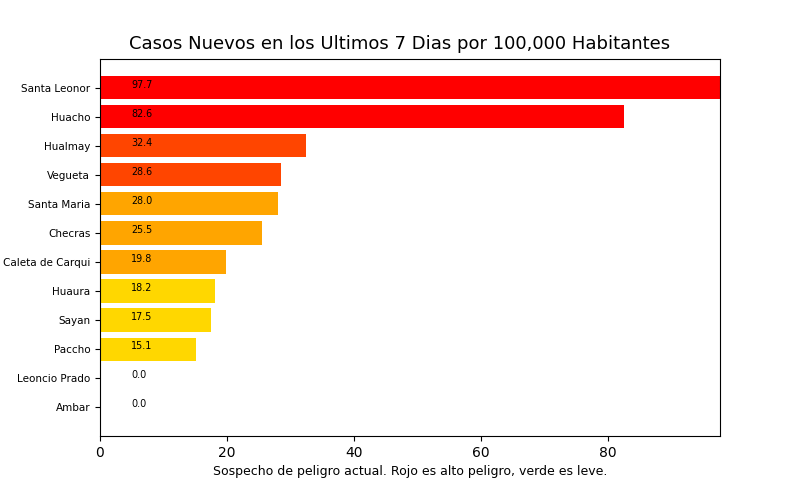 Casos Nuevos en los Ultimos 7 Dias por 100,000 Habitantes
Santa Leonor 97.7
Huacho 82.6
Hualmay 32.4
Vegueta 28.6
Santa Maria 28.0
Checras 25.5
Caleta de Carqui 19.8
Huaura 18.2
Sayan 17.5
Paccho 15.1
Leoncio Prado 0.0
Ambar 0.0
0 20 40 60 80
Sospecho de peligro actual. Rojo es alto peligro, verde es leve.